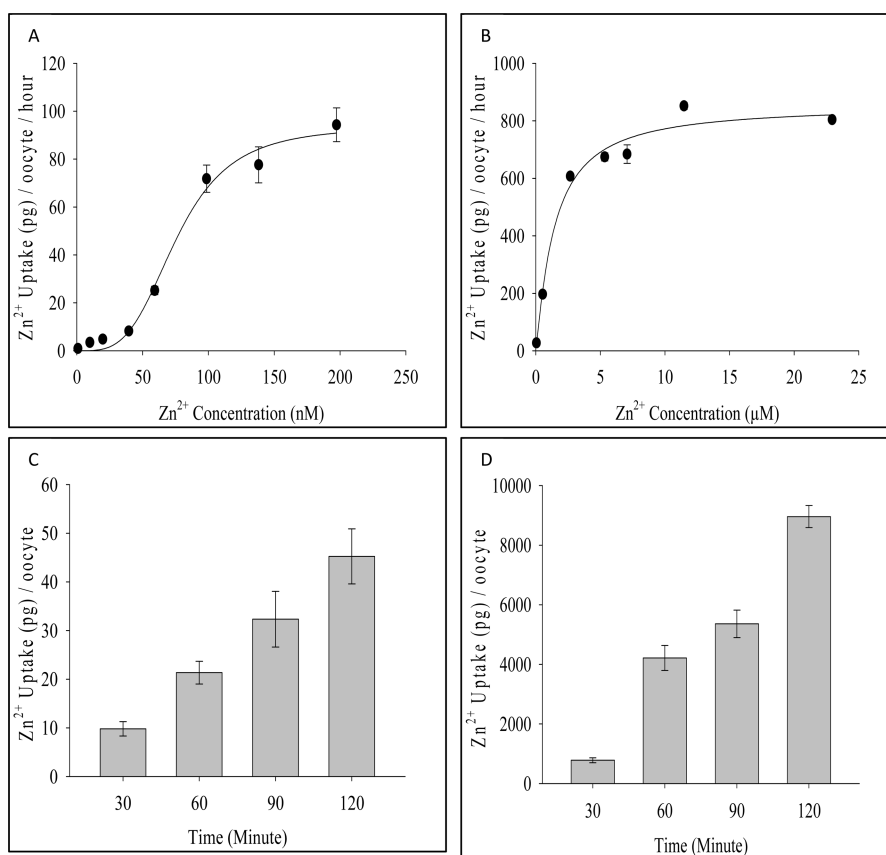 A
Zn²⁺ Uptake (pg) / oocyte / hour
120
100
80
60
40
20
0
0 50 100 150 200 250
Zn²⁺ Concentration (nM)
B
Zn²⁺ Uptake (pg) / oocyte / hour
1000
800
600
400
200
0
0 5 10 15 20 25
Zn²⁺ Concentration (µM)
C
Zn²⁺ Uptake (pg) / oocyte
60
50
40
30
20
10
0
30 60 90 120
Time (Minute)
D
Zn²⁺ Uptake (pg) / oocyte
10000
8000
6000
4000
2000
0
30 60 90 120
Time (Minute)